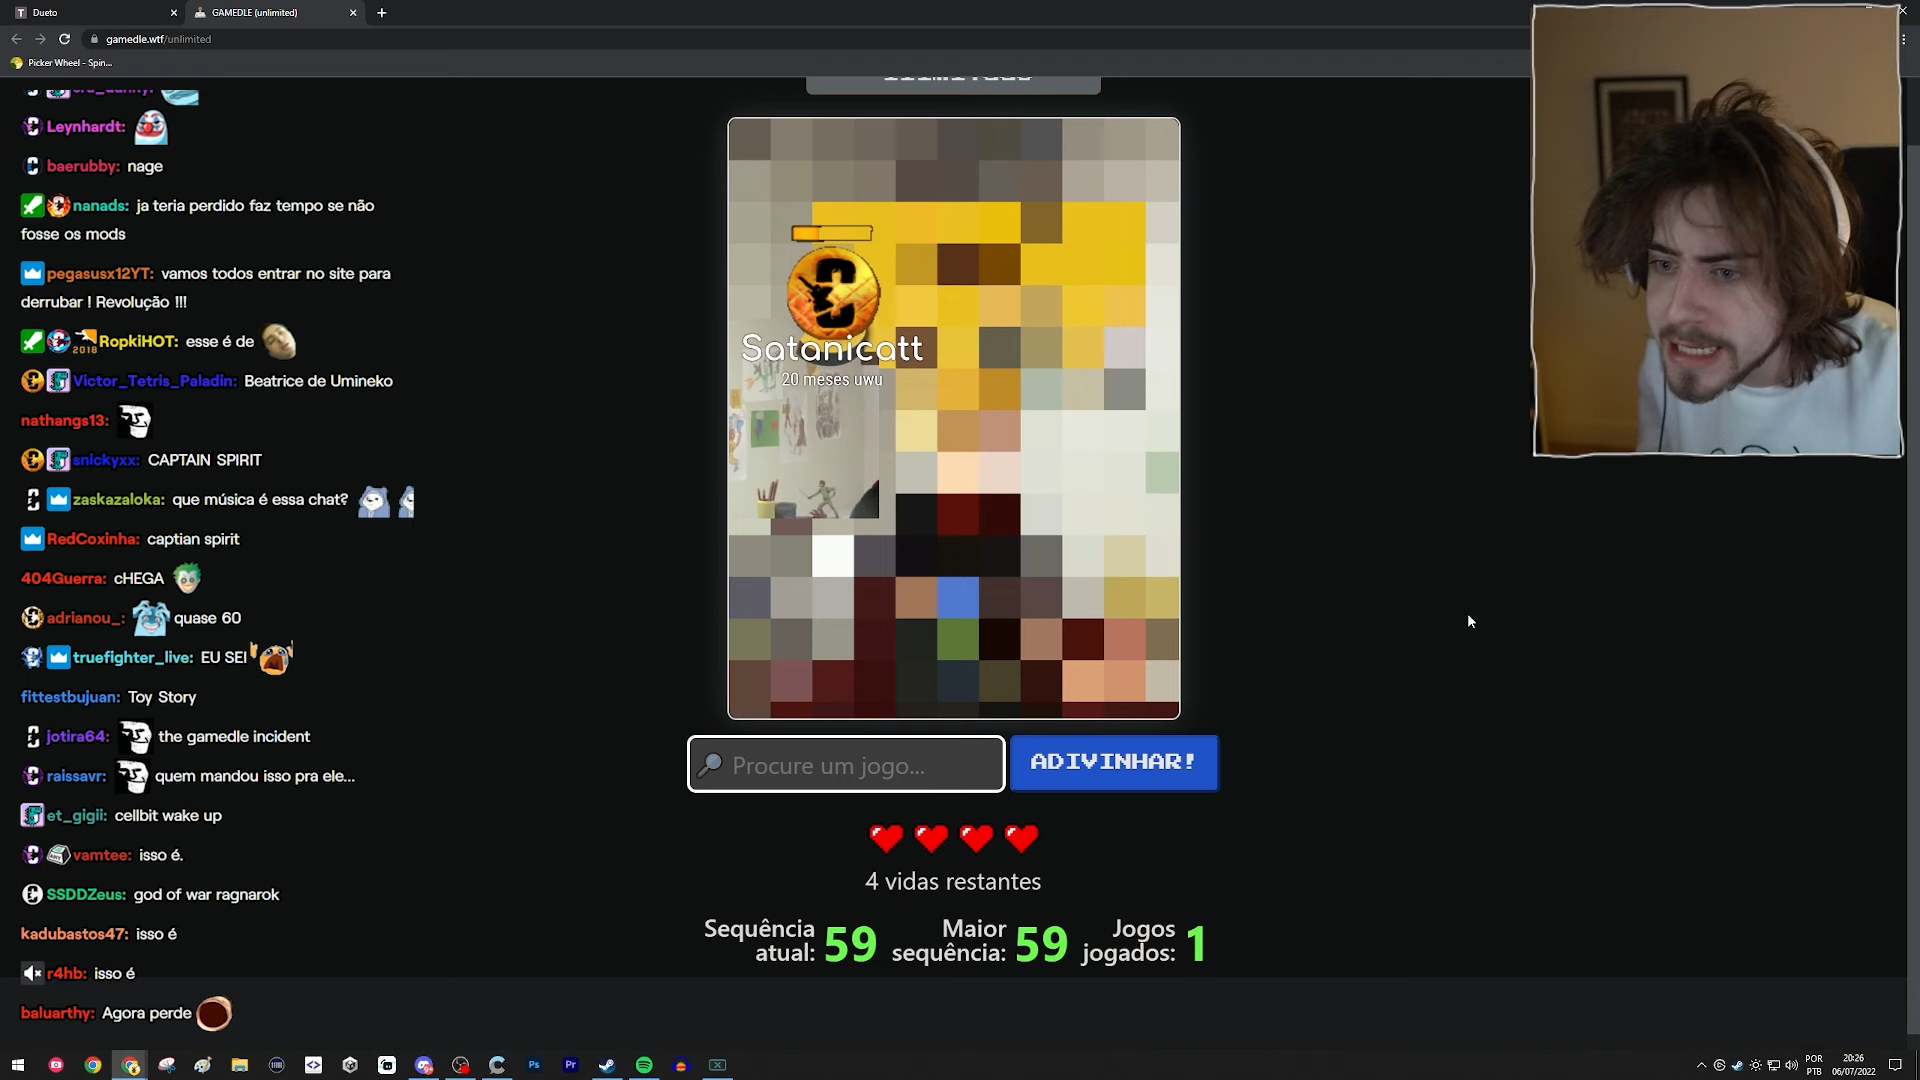 Dueto
GAMEDLE (unlimited)
gamedle.wtf/unlimited
Picker Wheel - Spin...
Leynhardt:
baerubby: nage
nanads: ja teria perdido faz tempo se não
fosse os mods
pegasusx12YT: vamos todos entrar no site para
derrubar ! Revolução !!!
2018 RopkiHOT: esse é de
Victor_Tetris_Paladin: Beatrice de Umineko
nathangs13:
snickyxx: CAPTAIN SPIRIT
zaskazaloka: que música é essa chat?
RedCoxinha: captian spirit
404Guerra: cHEGA
adrianou_: quase 60
truefighter_live: EU SEI
fittestbujuan: Toy Story
jotira64: the gamedle incident
raissavr: quem mandou isso pra ele...
et_gigii: cellbit wake up
vamtee: isso é.
SSDDZeus: god of war ragnarok
kadubastos47: isso é
r4hb: isso é
baluarthy: Agora perde
Satanicatt
20 meses uwu
Procure um jogo...
ADIVINHAR!
4 vidas restantes
Sequência atual: 59
Maior sequência: 59
Jogos jogados: 1
Ps
Pr
POR
PTB
20:26
06/07/2022